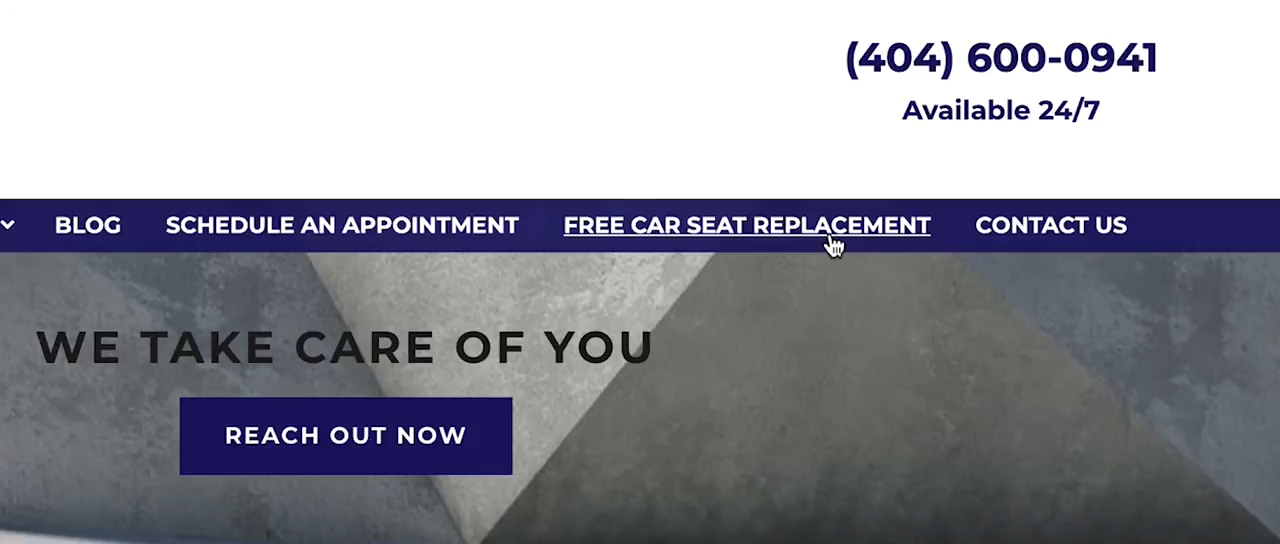 (404) 600-0941
Available 24/7
BLOG SCHEDULE AN APPOINTMENT FREE CAR SEAT REPLACEMENT CONTACT US
WE TAKE CARE OF YOU
REACH OUT NOW